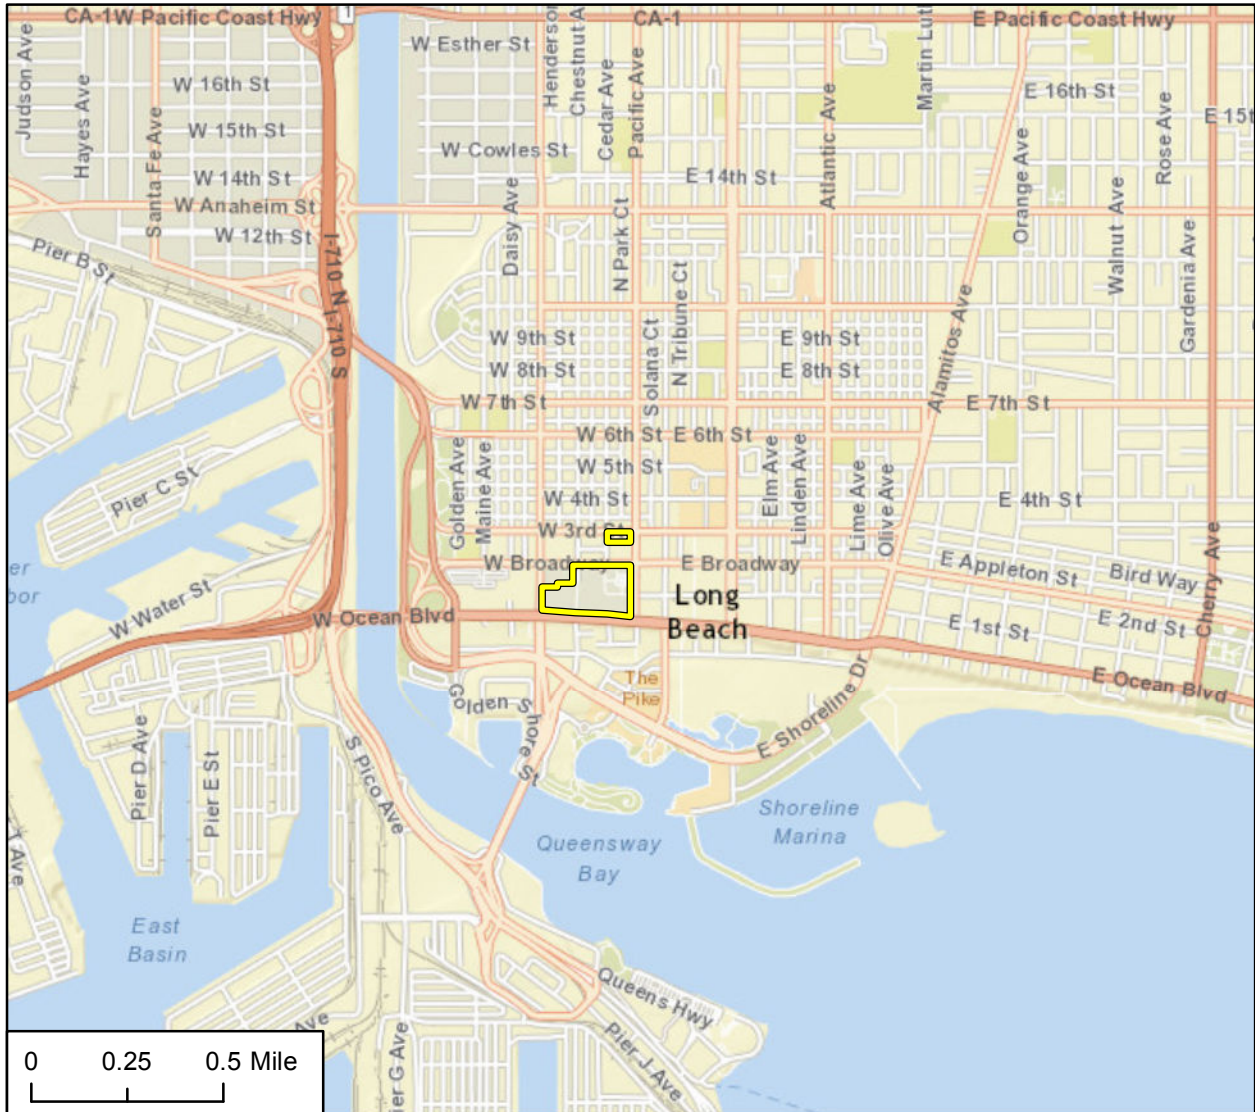 CA-1W Pacific Coast Hwy
1
CA-1
E Pacific Coast Hwy
Judson Ave
Hayes Ave
Santa Fe Ave
W Esther St
W 16th St
W 15th St
W Cowles St
W 14th St
W Anaheim St
W 12th St
Pier B St
I-710 N
I-710 S
Henderson
Chestnut A
Cedar Ave
Pacific Ave
Daisy Ave
N Park Ct
Atlantic Ave
Martin Lut
E 16th St
E 15t
E 14th St
Orange Ave
Rose Ave
Walnut Ave
Gardenia Ave
Solana Ct
N Tribune Ct
W 9th St
E 9th St
W 8th St
E 8th St
W 7th St
E 7th St
Alamitos Ave
W 6th St
E 6th St
W 5th St
W 4th St
E 4th St
W 3rd St
Golden Ave
Maine Ave
Elm Ave
Linden Ave
Lime Ave
Olive Ave
Cherry Ave
Pier C St
W Water St
er
bor
W Broadway
E Broadway
E Appleton St
Bird Way
W Ocean Blvd
Long
Beach
E 1st St
E 2nd St
E Ocean Blvd
The
Pike
Golden Shore St
E Shoreline Dr
Pier D Ave
Pier E St
S Pico Ave
T Ave
Shoreline
Marina
Queensway
Bay
East
Basin
Queens Hwy
Pier J Ave
Ave
ier G Ave
0 0.25 0.5 Mile